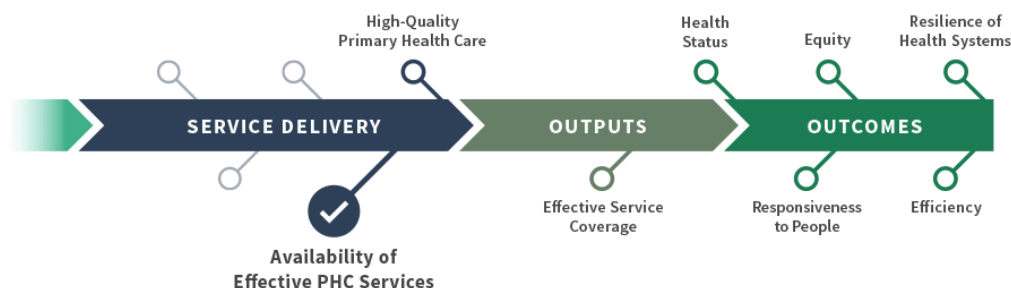 High-Quality
Primary Health Care
Health
Status
Equity
Resilience of
Health Systems
SERVICE DELIVERY
OUTPUTS
OUTCOMES
Availability of
Effective PHC Services
Effective Service
Coverage
Responsiveness
to People
Efficiency